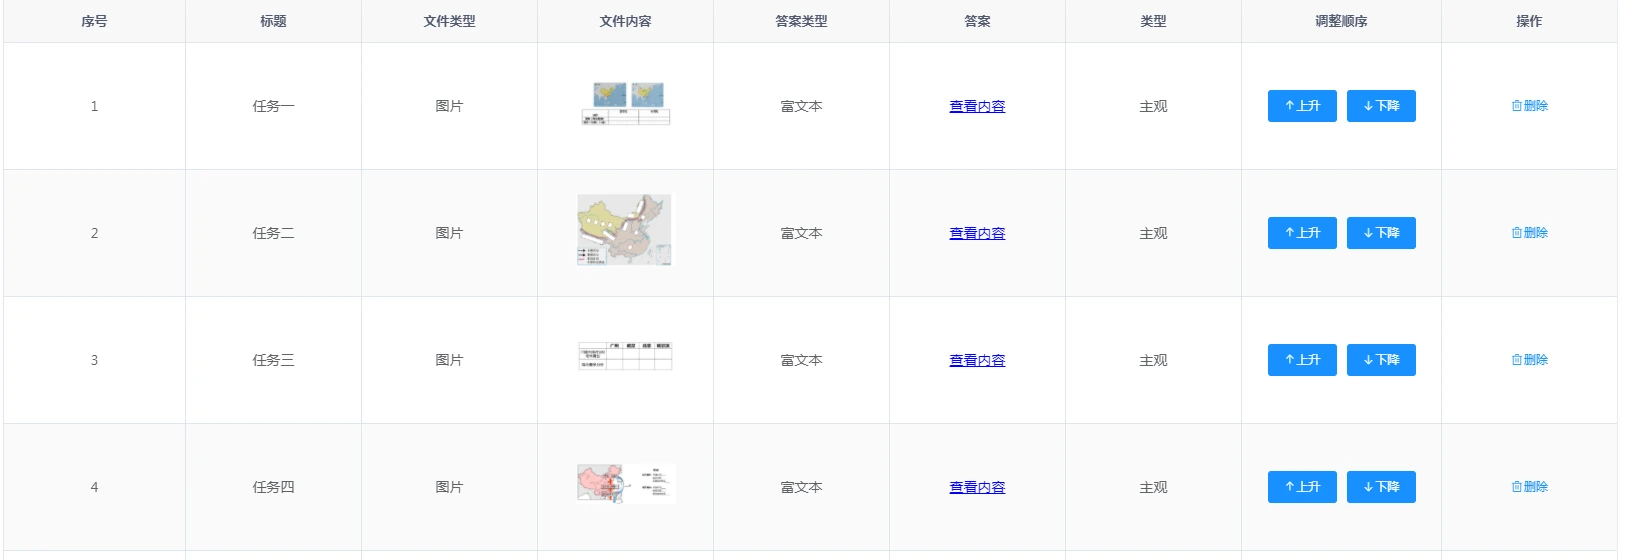 序号 标题 文件类型 文件内容 答案类型 答案 类型 调整顺序 操作
1 任务一 图片 富文本 查看内容 主观 ↑上升 ↓下降 删除
2 任务二 图片 富文本 查看内容 主观 ↑上升 ↓下降 删除
3 任务三 图片 富文本 查看内容 主观 ↑上升 ↓下降 删除
4 任务四 图片 富文本 查看内容 主观 ↑上升 ↓下降 删除